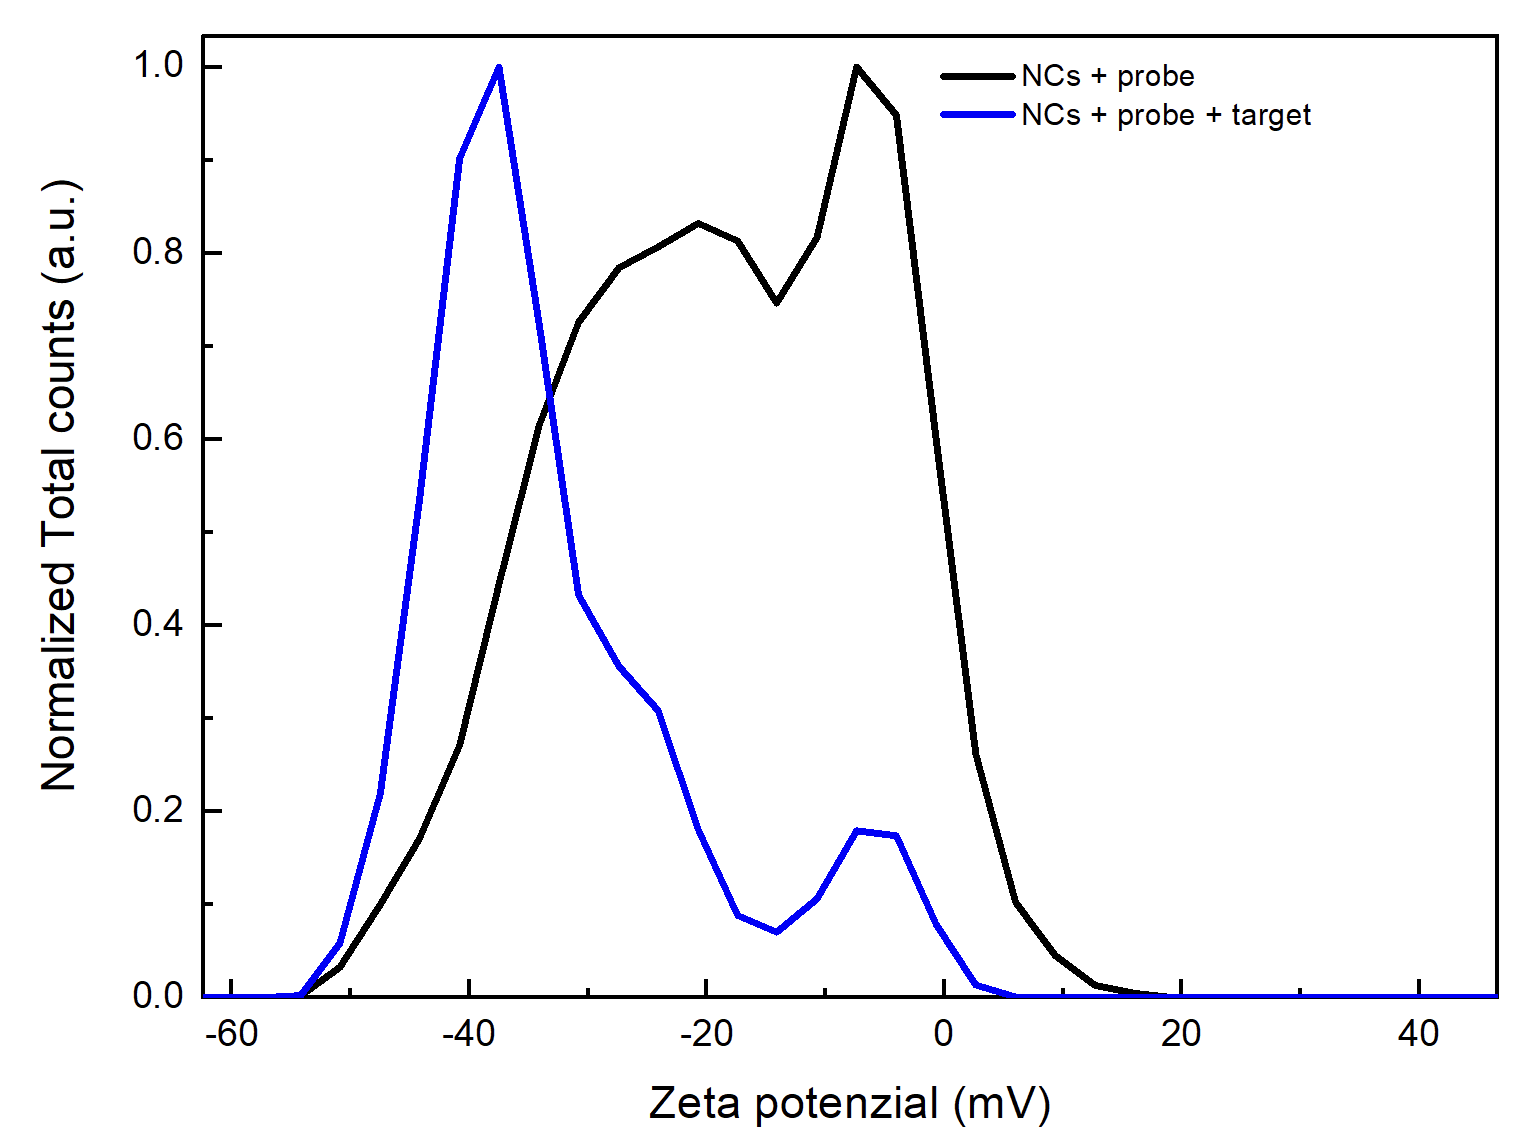 NCs + probe
NCs + probe + target
Normalized Total counts (a.u.)
1.0
0.8
0.6
0.4
0.2
0.0
-60 -40 -20 0 20 40
Zeta potenzial (mV)